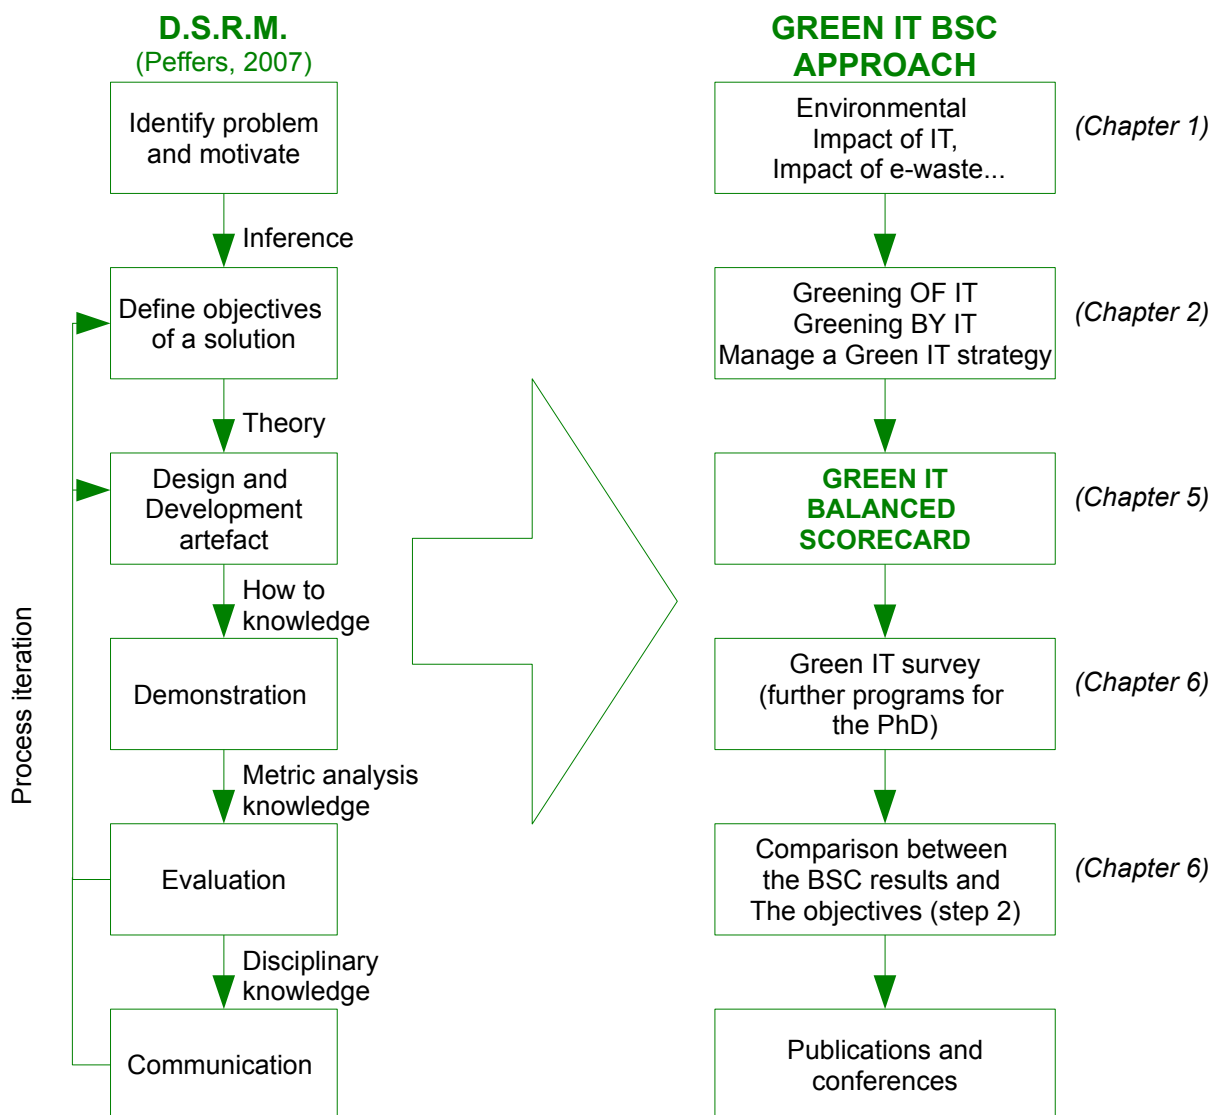 D.S.R.M.
(Peffers, 2007)
Identify problem
and motivate
Inference
Define objectives
of a solution
Theory
Design and
Development
artefact
How to
knowledge
Demonstration
Metric analysis
knowledge
Evaluation
Disciplinary
knowledge
Communication
Process iteration
GREEN IT BSC
APPROACH
Environmental
Impact of IT,
Impact of e-waste...
(Chapter 1)
Greening OF IT
Greening BY IT
Manage a Green IT strategy
(Chapter 2)
GREEN IT
BALANCED
SCORECARD
(Chapter 5)
Green IT survey
(further programs for
the PhD)
(Chapter 6)
Comparison between
the BSC results and
The objectives (step 2)
(Chapter 6)
Publications and
conferences